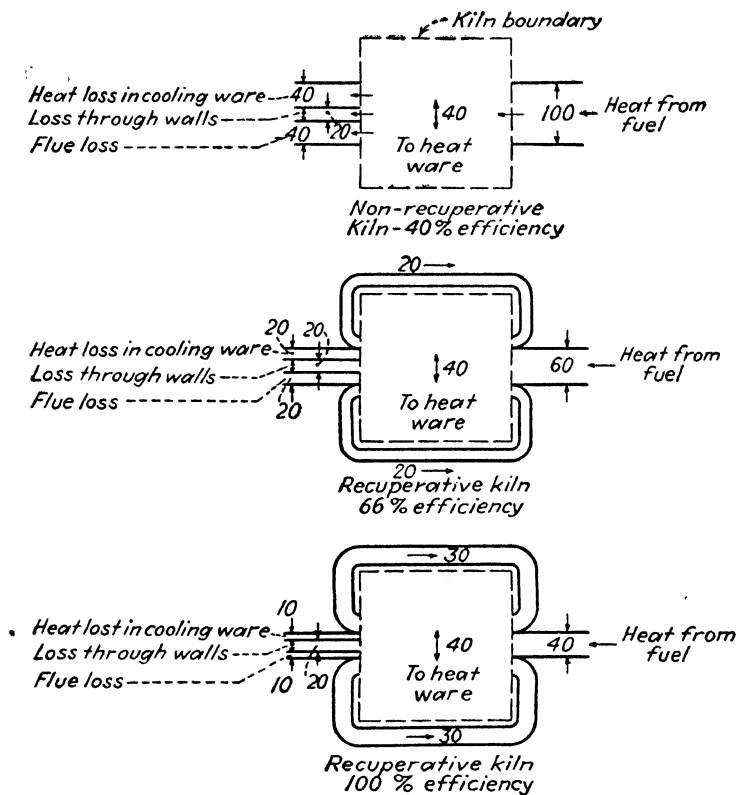 Kiln boundary
Heat loss in cooling ware 40
Loss through walls
Flue loss 40 20
40
To heat
ware
100 Heat from
fuel
Non-recuperative
Kiln-40% efficiency
20
20 20
Heat loss in cooling ware
Loss through walls
Flue loss
20
40
To heat
ware
60 Heat from
fuel
20
Recuperative kiln
66% efficiency
30
10
Heat lost in cooling ware
Loss through walls
Flue loss
10 20
40
To heat
ware
40 Heat from
fuel
30
Recuperative kiln
100 % efficiency